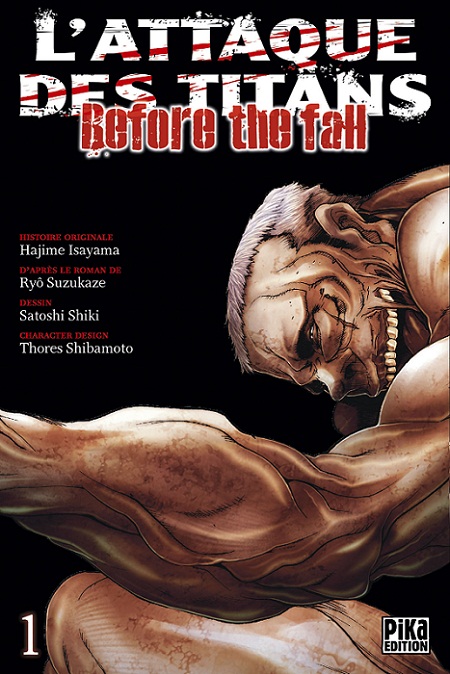 L'ATTAQUE
DES TITANS
Before the fall
HISTOIRE ORIGINALE
Hajime Isayama
D'APRÈS LE ROMAN DE
Ryô Suzukaze
DESSIN
Satoshi Shiki
CHARACTER DESIGN
Thores Shibamoto
1
PiKa
EDITION